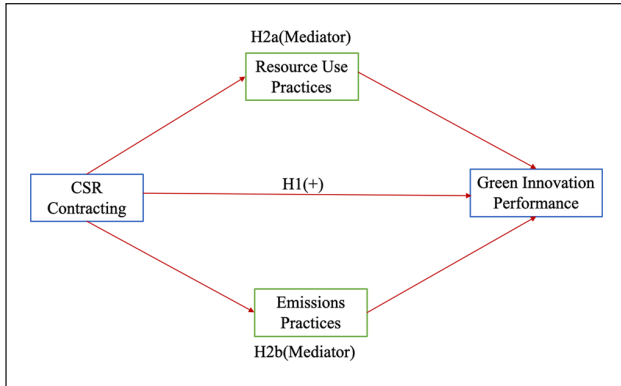 H2a(Mediator)
Resource Use
Practices
CSR
Contracting
H1(+)
Green Innovation
Performance
Emissions
Practices
H2b(Mediator)